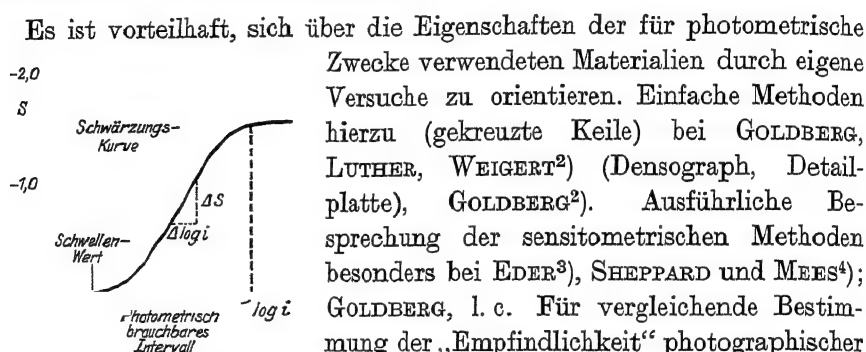 Es ist vorteilhaft, sich über die Eigenschaften der für photometrische
Zwecke verwendeten Materialien durch eigene
Versuche zu orientieren. Einfache Methoden
hierzu (gekreuzte Keile) bei GOLDBERG,
LUTHER, WEIGERT²) (Densograph, Detail-
platte), GOLDBERG²). Ausführliche Be-
sprechung der sensitometrischen Methoden
besonders bei EDER³), SHEPPARD und MEES⁴);
GOLDBERG, l. c. Für vergleichende Bestim-
mung der „Empfindlichkeit“ photographischer
-2,0
S
Schwärzungs-
Kurve
-1,0
ΔS
Δlog i
Schwellen-
Wert
log i
Photometrisch
brauchbares
Intervall